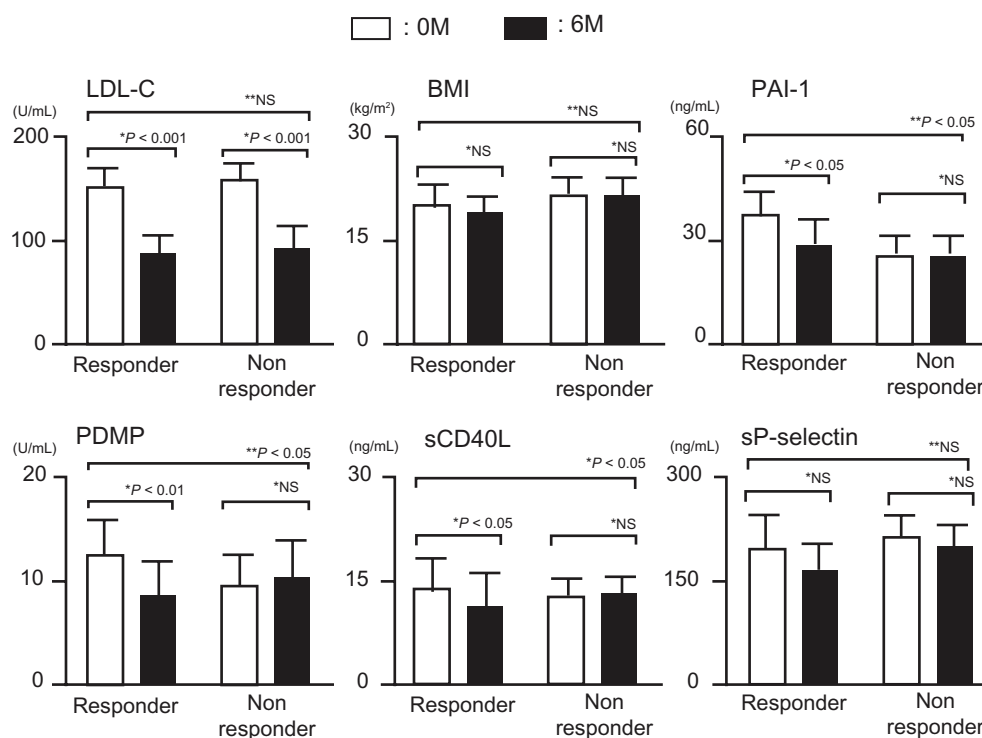 : 0M : 6M
LDL-C
(U/mL)
**NS
*P < 0.001 *P < 0.001
200
100
0
Responder Non
responder
BMI
(kg/m²)
**NS
*NS *NS
30
15
0
Responder Non
responder
PAI-1
(ng/mL)
**P < 0.05
*P < 0.05 *NS
60
30
0
Responder Non
responder
PDMP
(U/mL)
**P < 0.05
*P < 0.01 *NS
20
10
0
Responder Non
responder
sCD40L
(ng/mL)
*P < 0.05
*P < 0.05 *NS
30
15
0
Responder Non
responder
sP-selectin
(ng/mL)
**NS
*NS *NS
300
150
0
Responder Non
responder